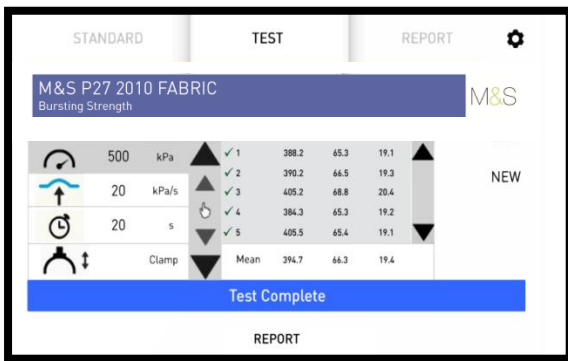 STANDARD TEST REPORT
M&S P27 2010 FABRIC
Bursting Strength
M&S
500 kPa
20 kPa/s
20 s
Clamp
✓ 1 388.2 65.3 19.1
✓ 2 390.2 66.5 19.3
✓ 3 405.2 68.8 20.4
✓ 4 384.3 65.3 19.2
✓ 5 405.5 65.4 19.1
Mean 394.7 66.3 19.4
NEW
Test Complete
REPORT